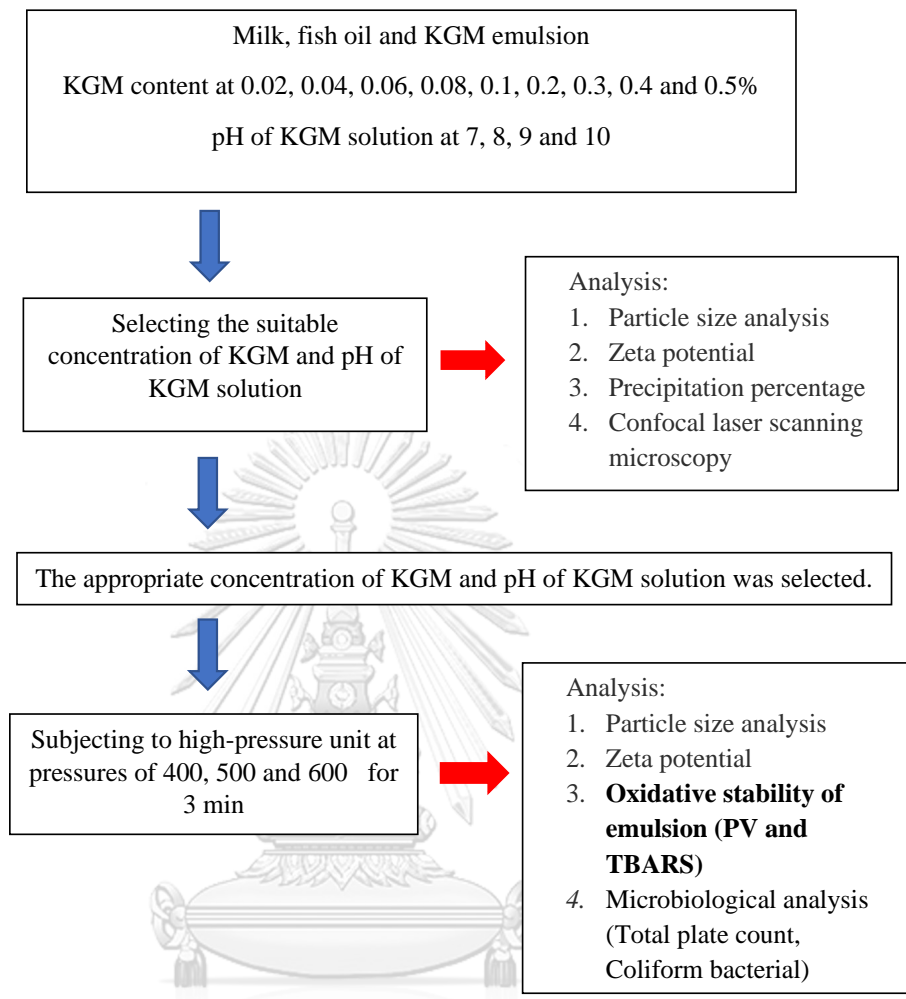 Milk, fish oil and KGM emulsion
KGM content at 0.02, 0.04, 0.06, 0.08, 0.1, 0.2, 0.3, 0.4 and 0.5%
pH of KGM solution at 7, 8, 9 and 10
Selecting the suitable
concentration of KGM and pH of
KGM solution
Analysis:
1. Particle size analysis
2. Zeta potential
3. Precipitation percentage
4. Confocal laser scanning
microscopy
The appropriate concentration of KGM and pH of KGM solution was selected.
Subjecting to high-pressure unit at
pressures of 400, 500 and 600 for
3 min
Analysis:
1. Particle size analysis
2. Zeta potential
3. Oxidative stability of
emulsion (PV and
TBARS)
4. Microbiological analysis
(Total plate count,
Coliform bacterial)